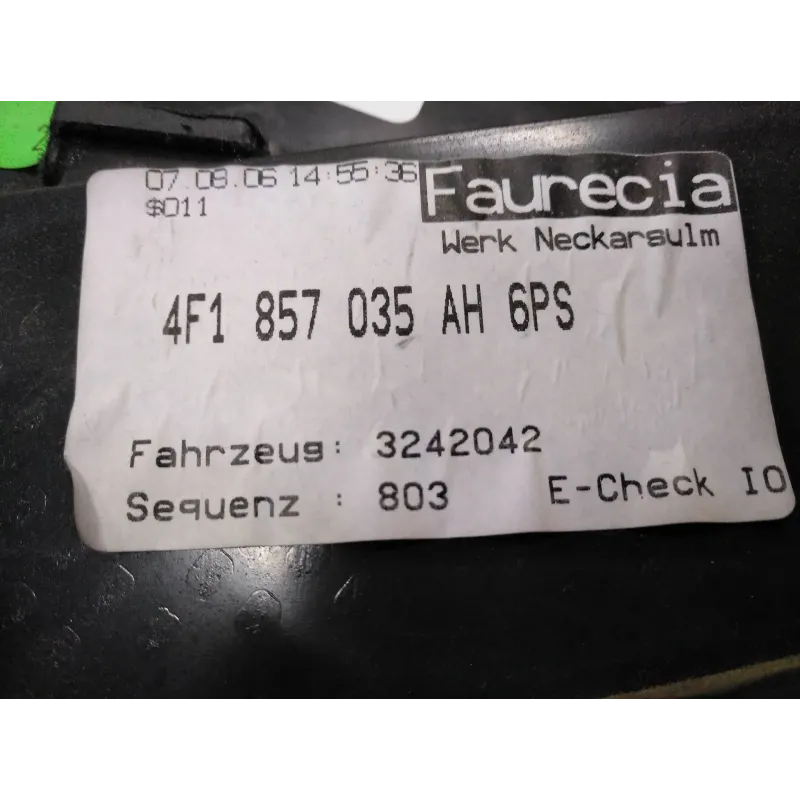 07.08.06 14:55:36 Faurecia
$011
Werk Neckarsulm
4F1 857 035 AH 6PS
Fahrzeug: 3242042
Sequenz : 803 E-Check IO